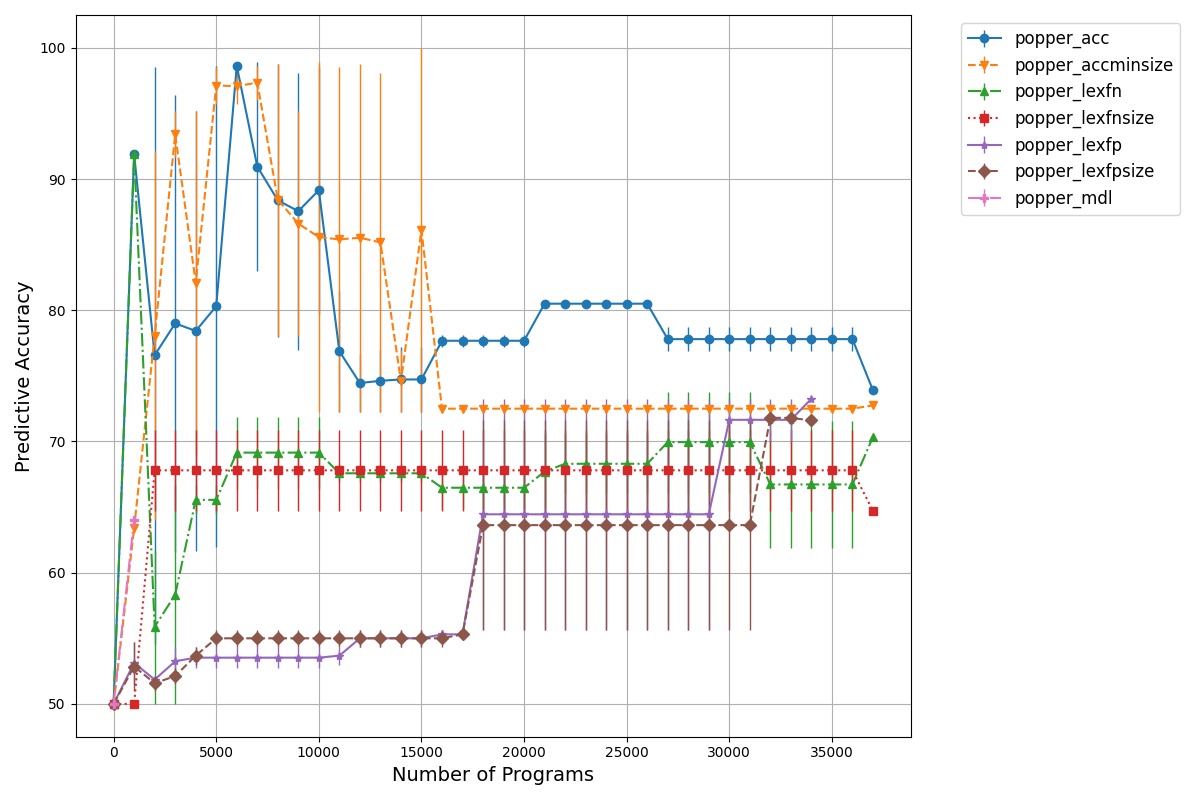 100
90
80
70
60
50
Predictive Accuracy
0
5000
10000
15000
20000
25000
30000
35000
Number of Programs
popper_acc
popper_accminsize
popper_lexfn
popper_lexfnsize
popper_lexfp
popper_lexfpsize
popper_mdl